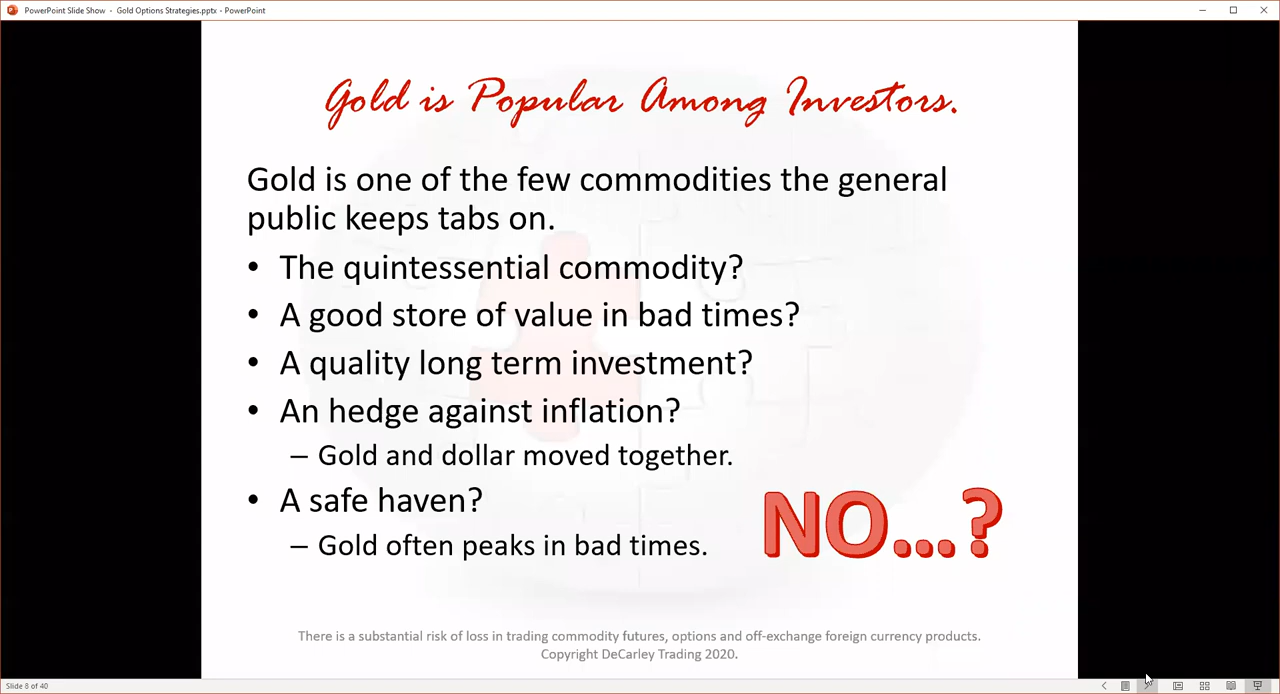 PowerPoint Slide Show - Gold Options Strategies.pptx - PowerPoint
Gold is Popular Among Investors.
Gold is one of the few commodities the general
public keeps tabs on.
• The quintessential commodity?
• A good store of value in bad times?
• A quality long term investment?
• An hedge against inflation?
– Gold and dollar moved together.
• A safe haven?
– Gold often peaks in bad times.
NO...?
There is a substantial risk of loss in trading commodity futures, options and off-exchange foreign currency products.
Copyright DeCarley Trading 2020.
Slide 8 of 40